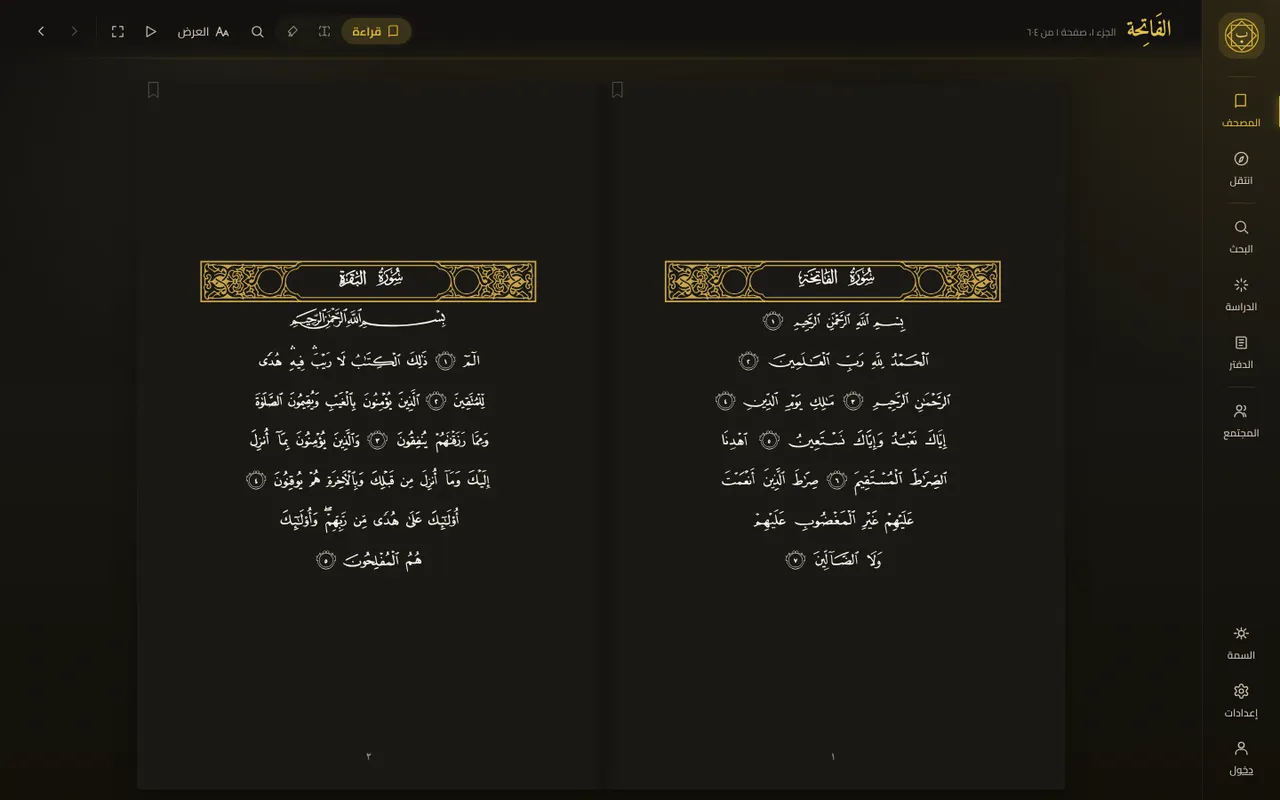 الفَاتِحة
الجزء ١، صفحة ١ من ٦٠٤
قراءة
العرض
المصحف
انتقل
البحث
الدراسة
الدفتر
المجتمع
السمة
إعدادات
دخول
سُورَةُ الفَاتِحَةِ
بِسْمِ ٱللَّهِ ٱلرَّحْمَٰنِ ٱلرَّحِيمِ ١
ٱلْحَمْدُ لِلَّهِ رَبِّ ٱلْعَٰلَمِينَ ٢
ٱلرَّحْمَٰنِ ٱلرَّحِيمِ ٣ مَٰلِكِ يَوْمِ ٱلدِّينِ ٤
إِيَّاكَ نَعْبُدُ وَإِيَّاكَ نَسْتَعِينُ ٥ ٱهْدِنَا
ٱلصِّرَٰطَ ٱلْمُسْتَقِيمَ ٦ صِرَٰطَ ٱلَّذِينَ أَنْعَمْتَ
عَلَيْهِمْ غَيْرِ ٱلْمَغْضُوبِ عَلَيْهِمْ
وَلَا ٱلضَّآلِّينَ ٧
١
سُورَةُ البَقَرَةِ
بِسْمِ ٱللَّهِ ٱلرَّحْمَٰنِ ٱلرَّحِيمِ
الٓمٓ ١ ذَٰلِكَ ٱلْكِتَٰبُ لَا رَيْبَ ۛ فِيهِ ۛ هُدًى
لِّلْمُتَّقِينَ ٢ ٱلَّذِينَ يُؤْمِنُونَ بِٱلْغَيْبِ وَيُقِيمُونَ ٱلصَّلَوٰةَ
وَمِمَّا رَزَقْنَٰهُمْ يُنفِقُونَ ٣ وَٱلَّذِينَ يُؤْمِنُونَ بِمَآ أُنزِلَ
إِلَيْكَ وَمَآ أُنزِلَ مِن قَبْلِكَ وَبِٱلْءَاخِرَةِ هُمْ يُوقِنُونَ ٤
أُو۟لَٰٓئِكَ عَلَىٰ هُدًى مِّن رَّبِّهِمْ ۖ وَأُو۟لَٰٓئِكَ
هُمُ ٱلْمُفْلِحُونَ ٥
٢